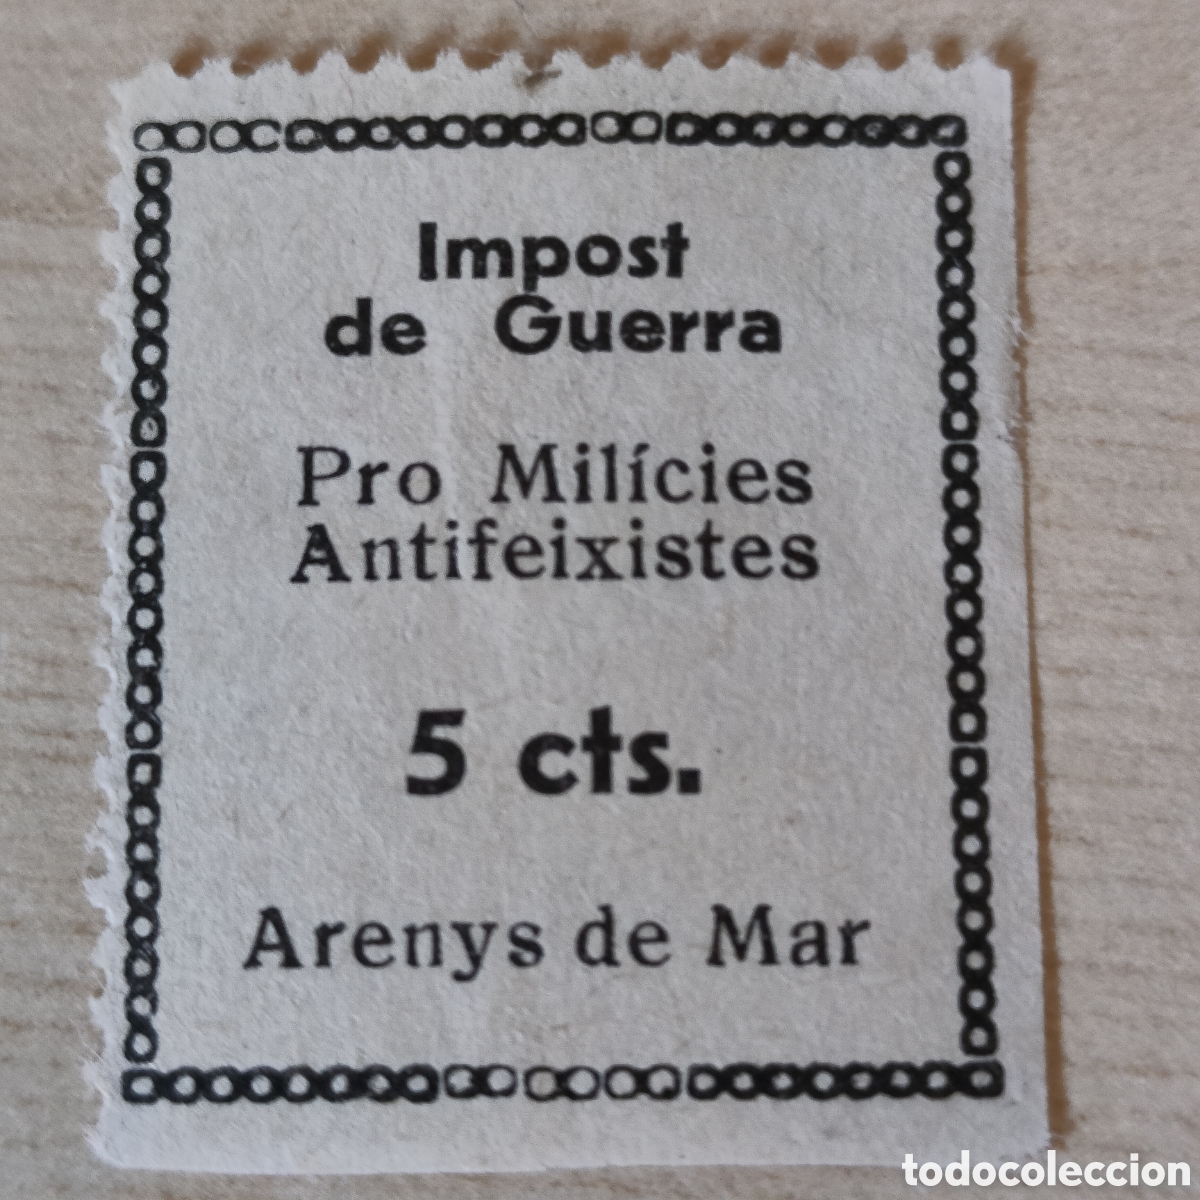 Impost
de Guerra
Pro Milícies
Antifeixistes
5 cts.
Arenys de Mar
todocoleccion